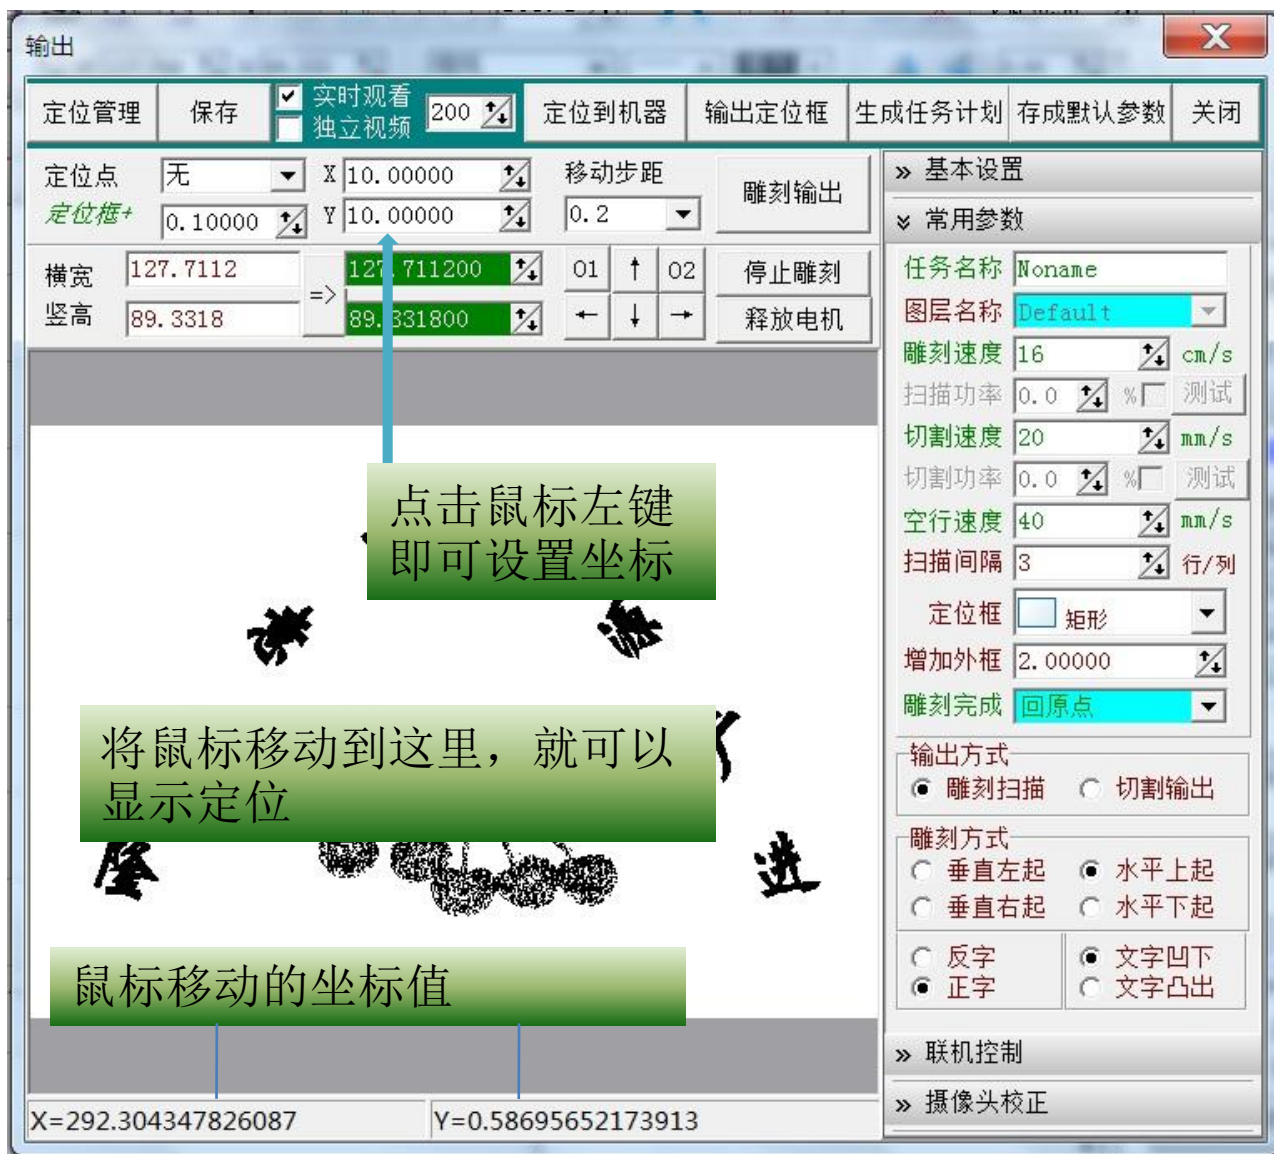 输出
定位管理
保存
实时观看
独立视频
200
定位到机器
输出定位框
生成任务计划
存成默认参数
关闭
定位点
无
X
10.00000
移动步距
雕刻输出
定位框+
0.10000
Y
10.00000
0.2
横宽
127.7112
=>
127.711200
O1
↑
O2
停止雕刻
竖高
89.3318
89.331800
←
↓
→
释放电机
点击鼠标左键
即可设置坐标
将鼠标移动到这里，就可以
显示定位
隆
进
鼠标移动的坐标值
X=292.304347826087
Y=0.58695652173913
» 基本设置
常用参数
任务名称 Noname
图层名称 Default
雕刻速度 16 cm/s
扫描功率 0.0 % 测试
切割速度 20 mm/s
切割功率 0.0 % 测试
空行速度 40 mm/s
扫描间隔 3 行/列
定位框 矩形
增加外框 2.00000
雕刻完成 回原点
输出方式
雕刻扫描 切割输出
雕刻方式
垂直左起 水平上起
垂直右起 水平下起
反字 文字凹下
正字 文字凸出
» 联机控制
» 摄像头校正